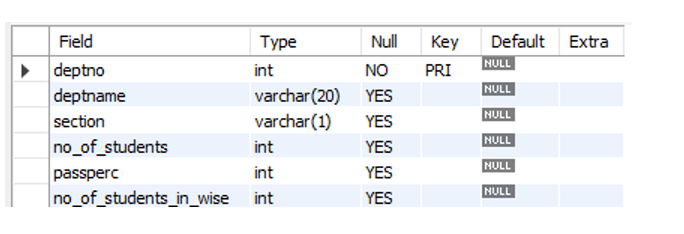 Field Type Null Key Default Extra
deptno int NO PRI NULL
deptname varchar(20) YES NULL
section varchar(1) YES NULL
no_of_students int YES NULL
passperc int YES NULL
no_of_students_in_wise int YES NULL